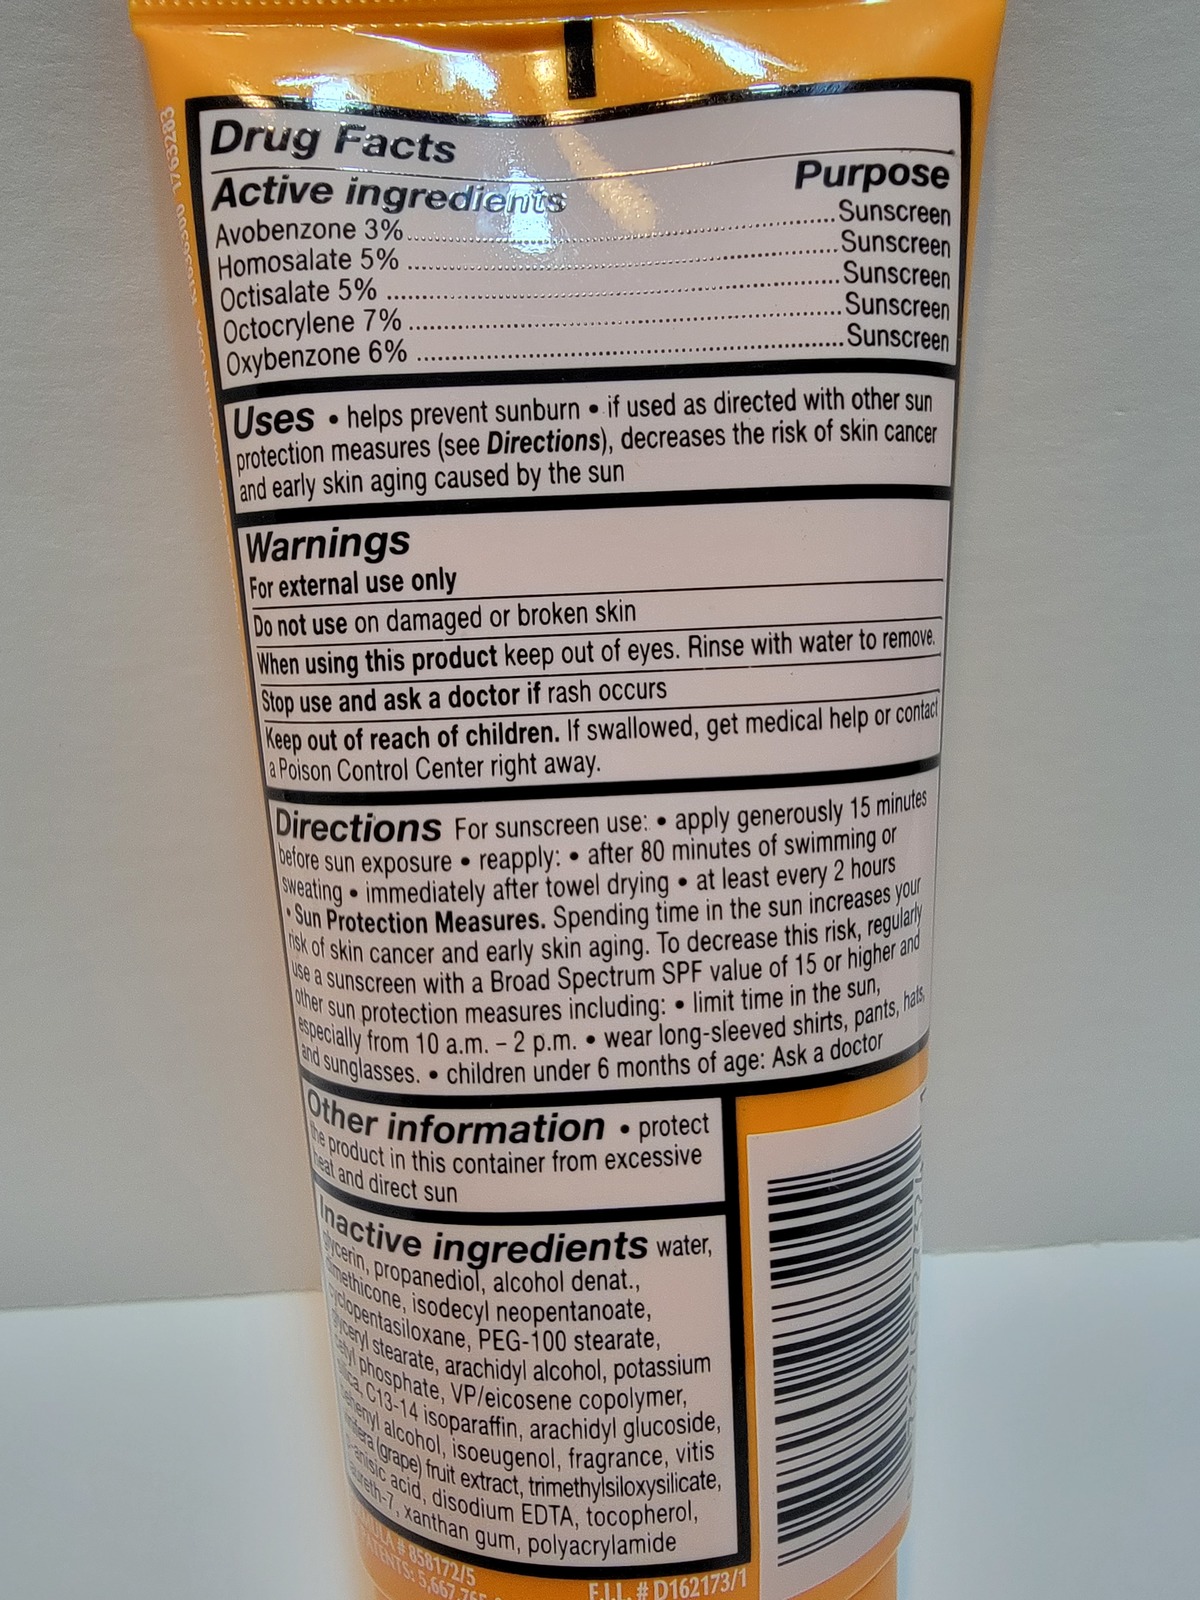 Drug Facts
Active ingredients Purpose
Avobenzone 3%........................................Sunscreen
Homosalate 5% ........................................Sunscreen
Octisalate 5% ........................................Sunscreen
Octocrylene 7% ........................................Sunscreen
Oxybenzone 6% ........................................Sunscreen
Uses • helps prevent sunburn • if used as directed with other sun
protection measures (see Directions), decreases the risk of skin cancer
and early skin aging caused by the sun
Warnings
For external use only
Do not use on damaged or broken skin
When using this product keep out of eyes. Rinse with water to remove.
Stop use and ask a doctor if rash occurs
Keep out of reach of children. If swallowed, get medical help or contact
a Poison Control Center right away.
Directions For sunscreen use: • apply generously 15 minutes
before sun exposure • reapply: • after 80 minutes of swimming or
sweating • immediately after towel drying • at least every 2 hours
• Sun Protection Measures. Spending time in the sun increases your
risk of skin cancer and early skin aging. To decrease this risk, regularly
use a sunscreen with a Broad Spectrum SPF value of 15 or higher and
other sun protection measures including: • limit time in the sun,
especially from 10 a.m. – 2 p.m. • wear long-sleeved shirts, pants, hats,
and sunglasses. • children under 6 months of age: Ask a doctor
Other information • protect
the product in this container from excessive
heat and direct sun
Inactive ingredients water,
glycerin, propanediol, alcohol denat.,
dimethicone, isodecyl neopentanoate,
cyclopentasiloxane, PEG-100 stearate,
glyceryl stearate, arachidyl alcohol, potassium
cetyl phosphate, VP/eicosene copolymer,
silica, C13-14 isoparaffin, arachidyl glucoside,
behenyl alcohol, isoeugenol, fragrance, vitis
vinifera (grape) fruit extract, trimethylsiloxysilicate,
p-anisic acid, disodium EDTA, tocopherol,
laureth-7, xanthan gum, polyacrylamide
# 858172/5
5,667,765
F.I.L. # D162173/1